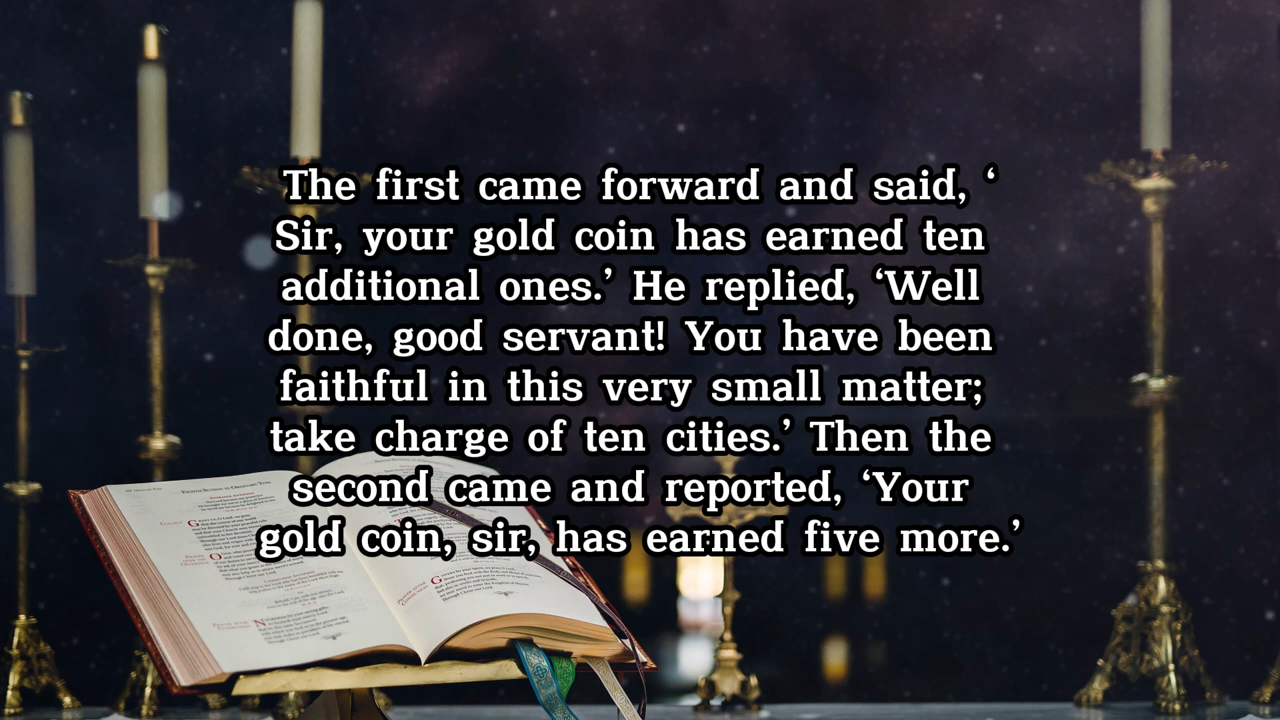 The first came forward and said, ‘
Sir, your gold coin has earned ten
additional ones.’ He replied, ‘Well
done, good servant! You have been
faithful in this very small matter;
take charge of ten cities.’ Then the
second came and reported, ‘Your
gold coin, sir, has earned five more.’